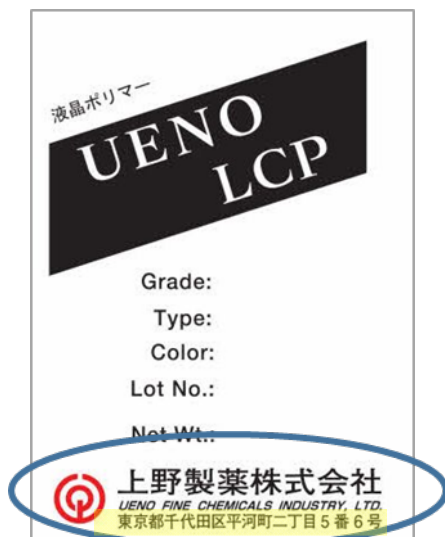 液晶ポリマー
UENO
LCP
Grade:
Type:
Color:
Lot No.:
Net Wt.:
上野製薬株式会社
UENO FINE CHEMICALS INDUSTRY, LTD.
東京都千代田区平河町二丁目5番6号